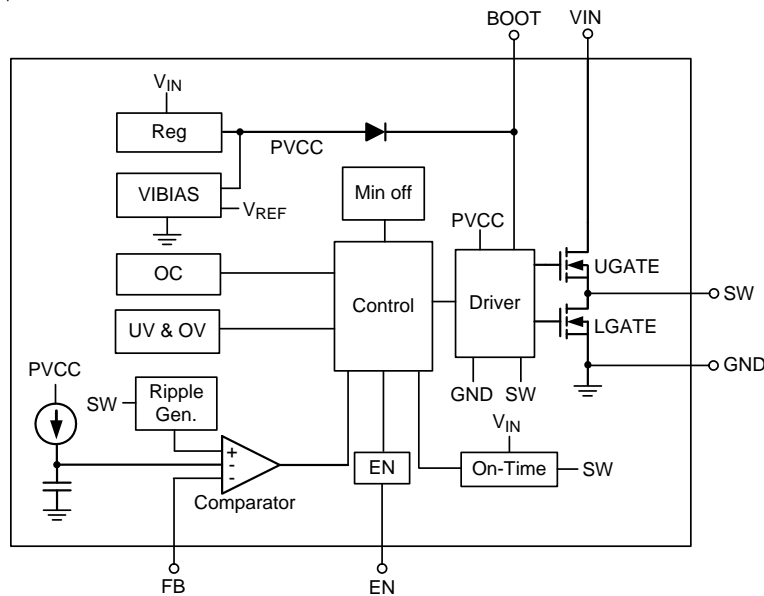 BOOT VIN
VIN
Reg
PVCC
VIBIAS
VREF
Min off
PVCC
OC
Control
Driver
UGATE
SW
UV & OV
LGATE
PVCC
GND
GND SW
SW
Ripple
Gen.
VIN
+
-
-
EN
On-Time
SW
Comparator
FB
EN